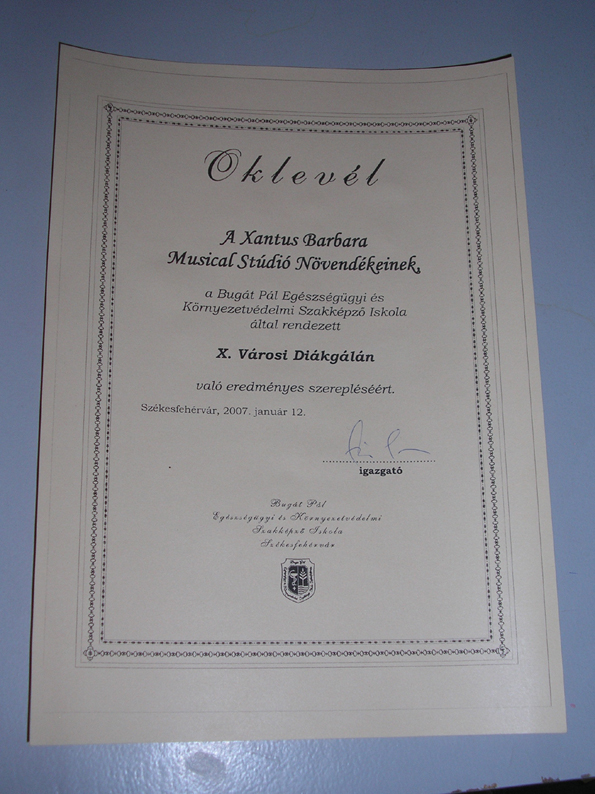 Oklevél
A Xantus Barbara
Musical Stúdió Növendékeinek,
a Bugát Pál Egészségügyi és
Környezetvédelmi Szakképző Iskola
által rendezett
X. Városi Diákgálán
való eredményes szerepléséért.
Székesfehérvár, 2007. január 12.
igazgató
Bugát Pál
Egészségügyi és Környezetvédelmi
Szakképző Iskola
Székesfehérvár